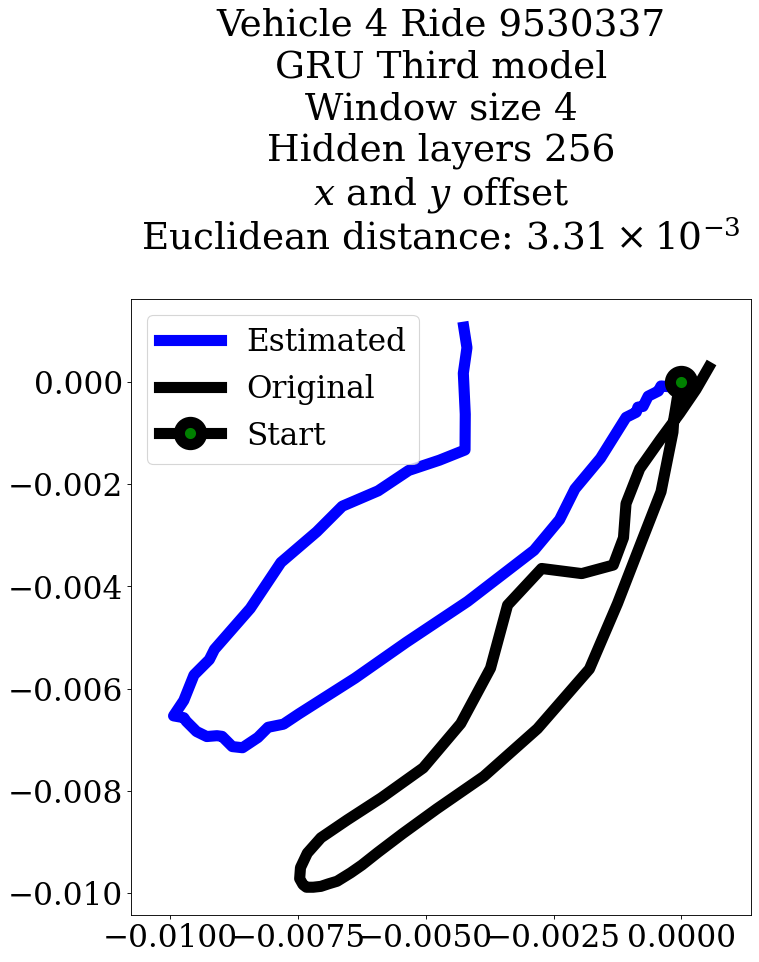 Vehicle 4 Ride 9530337
GRU Third model
Window size 4
Hidden layers 256
x and y offset
Euclidean distance: 3.31 × 10⁻³
Estimated
Original
Start
0.000
−0.002
−0.004
−0.006
−0.008
−0.010
−0.0100 −0.0075 −0.0050 −0.0025 0.0000